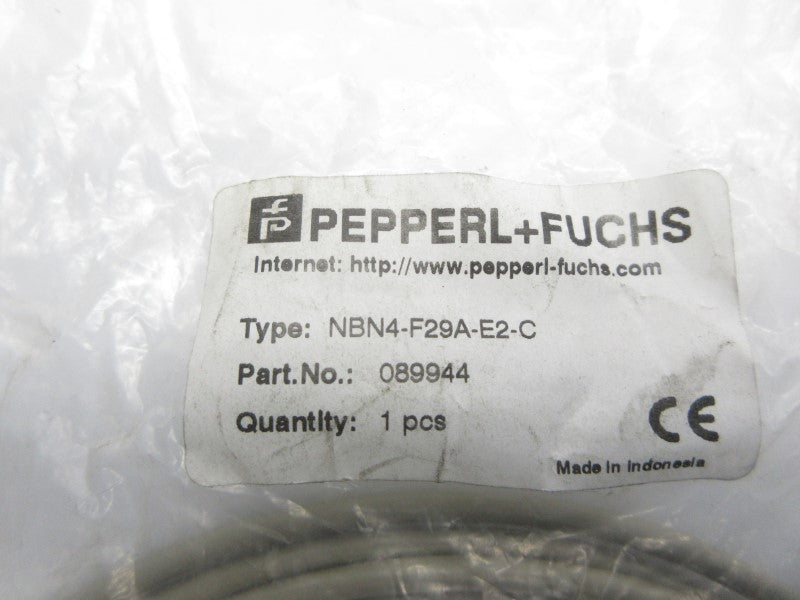 fp PEPPERL+FUCHS
Internet: http://www.pepperl-fuchs.com
Type: NBN4-F29A-E2-C
Part.No.: 089944
Quantity: 1 pcs
CE
Made in Indonesia